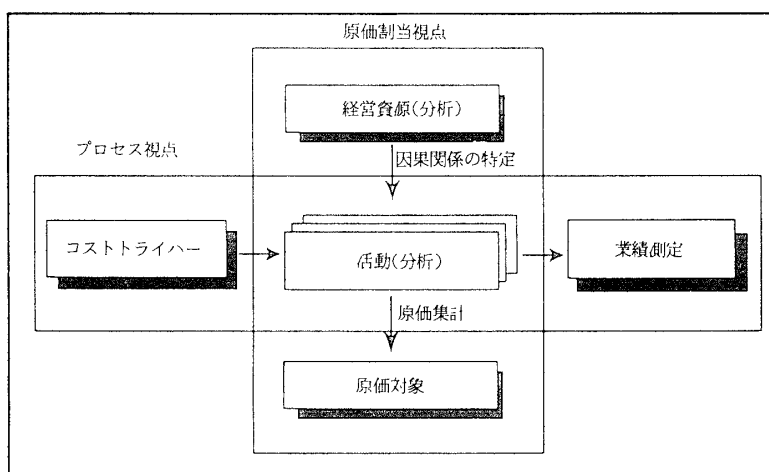 原価割当視点
経営資源(分析)
プロセス視点
因果関係の特定
コストトライハー
活動(分析)
業績測定
原価集計
原価対象